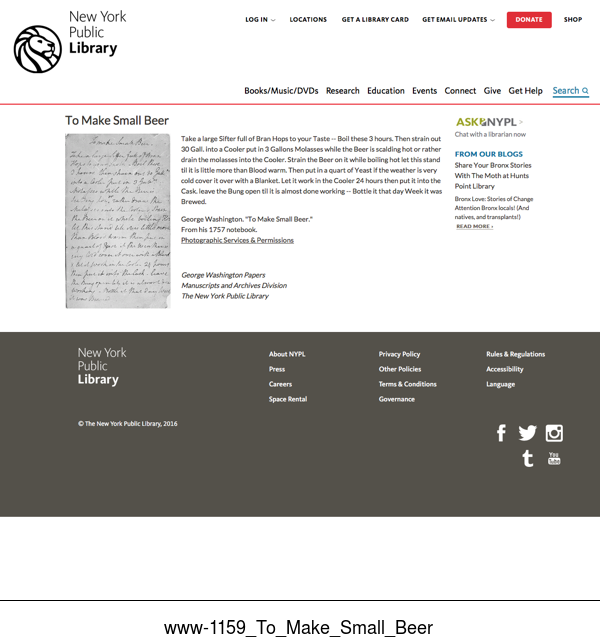 New York
Public
Library
LOG IN
LOCATIONS
GET A LIBRARY CARD
GET EMAIL UPDATES
DONATE
SHOP
Books/Music/DVDs Research Education Events Connect Give Get Help Search
To Make Small Beer
Take a large Sifter full of Bran Hops to your Taste -- Boil these 3 hours. Then strain out
30 Gall. into a Cooler put in 3 Gallons Molasses while the Beer is scalding hot or rather
drain the molasses into the Cooler. Strain the Beer on it while boiling hot let this stand
til it is little more than Blood warm. Then put in a quart of Yeast if the weather is very
cold cover it over with a Blanket. Let it work in the Cooler 24 hours then put it into the
Cask. leave the Bung open til it is almost done working -- Bottle it that day Week it was
Brewed.
George Washington. "To Make Small Beer."
From his 1757 notebook.
Photographic Services & Permissions
George Washington Papers
Manuscripts and Archives Division
The New York Public Library
ASK NYPL >
Chat with a librarian now
FROM OUR BLOGS
Share Your Bronx Stories
With The Moth at Hunts
Point Library
Bronx Love: Stories of Change
Attention Bronx locals! (And
natives, and transplants!)
READ MORE ›
New York
Public
Library
About NYPL
Press
Careers
Space Rental
Privacy Policy
Other Policies
Terms & Conditions
Governance
Rules & Regulations
Accessibility
Language
© The New York Public Library, 2016
You
Tube
www-1159_To_Make_Small_Beer